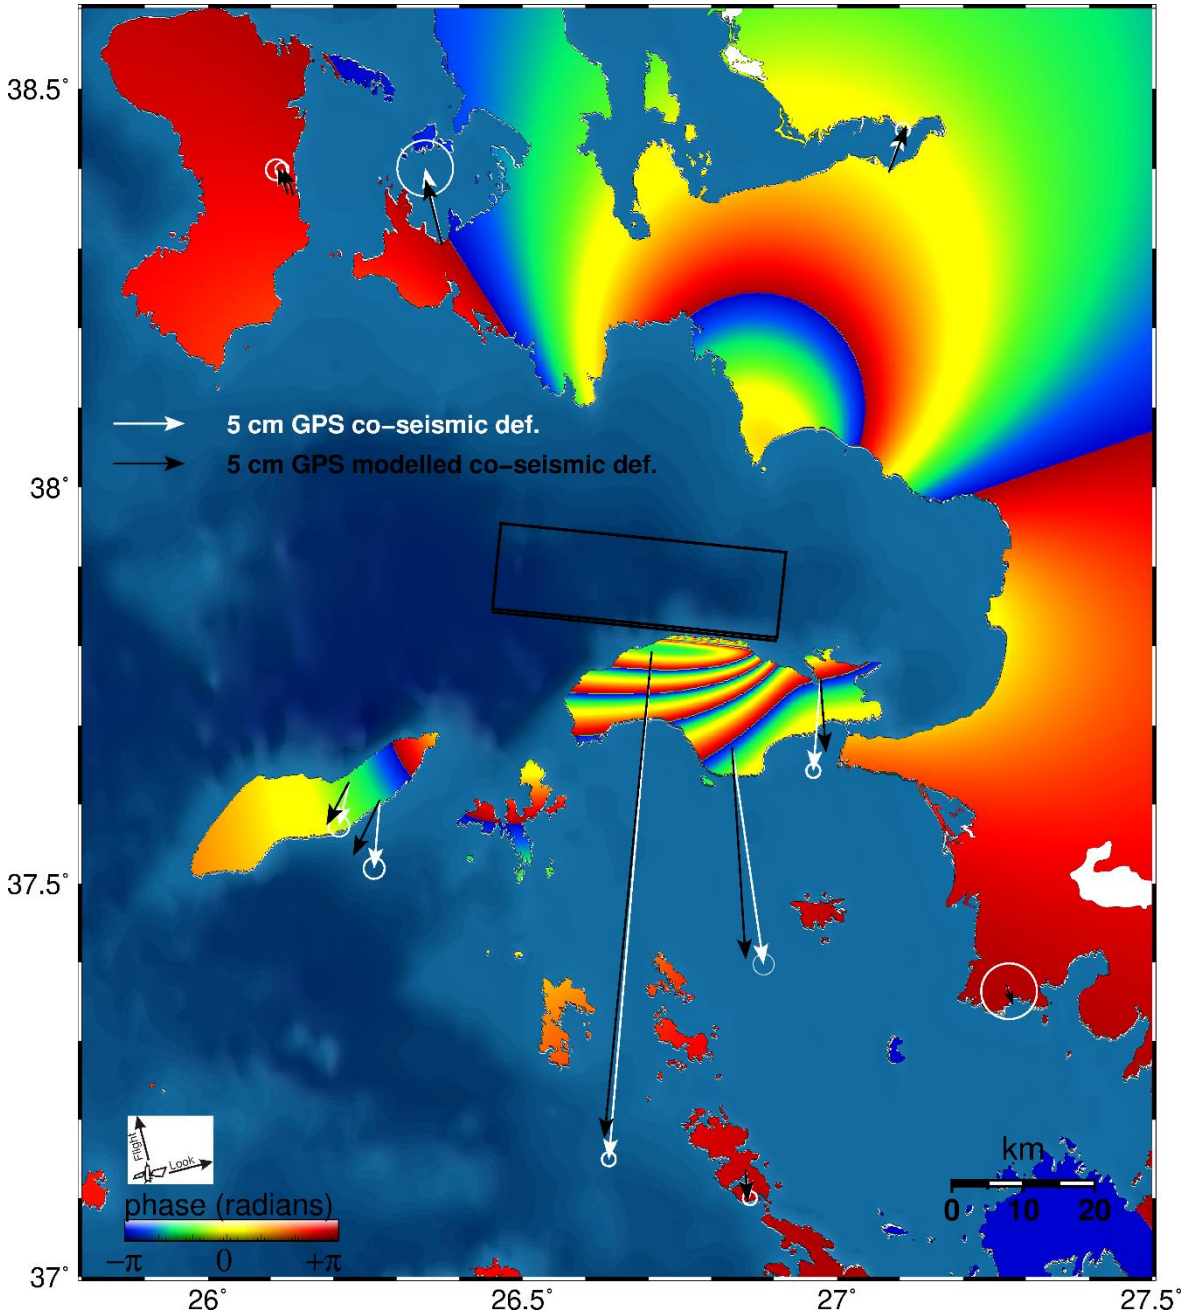 38.5°
5 cm GPS co–seismic def.
5 cm GPS modelled co–seismic def.
38°
37.5°
Flight
Look
phase (radians)
−π 0 +π
km
0 10 20
37°
26° 26.5° 27° 27.5°